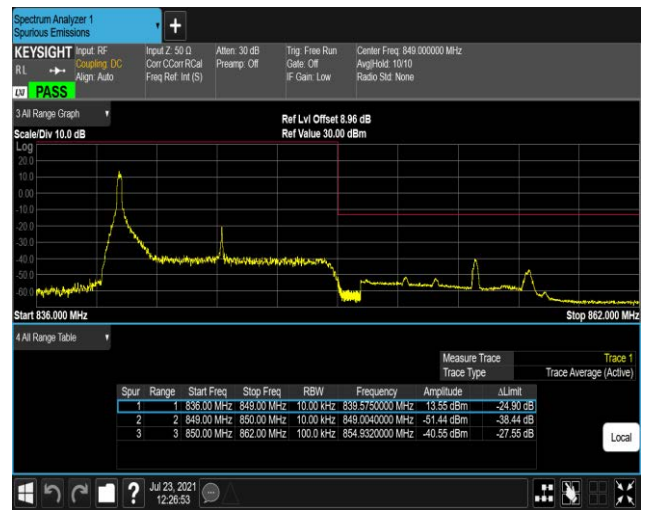 Spectrum Analyzer 1
Spurious Emissions
+
KEYSIGHT Input: RF Input Z: 50 Ω Atten: 30 dB Trig: Free Run Center Freq: 849.000000 MHz
RL Coupling: DC Corr CCorr RCal Preamp: Off Gate: Off Avg|Hold: 10/10
Align: Auto Freq Ref: Int (S) IF Gain: Low Radio Std: None
LXI PASS
3 All Range Graph
Ref Lvl Offset 8.96 dB
Scale/Div 10.0 dB Ref Value 30.00 dBm
Log
20.0
10.0
0.00
-10.0
-20.0
-30.0
-40.0
-50.0
-60.0
Start 836.000 MHz Stop 862.000 MHz
4 All Range Table
Measure Trace Trace 1
Trace Type Trace Average (Active)
Spur Range Start Freq Stop Freq RBW Frequency Amplitude ΔLimit
1 1 836.00 MHz 849.00 MHz 10.00 kHz 839.5750000 MHz 13.55 dBm -24.90 dB
2 2 849.00 MHz 850.00 MHz 10.00 kHz 849.0040000 MHz -51.44 dBm -38.44 dB
3 3 850.00 MHz 862.00 MHz 100.0 kHz 854.9320000 MHz -40.55 dBm -27.55 dB
Local
? Jul 23, 2021
12:26:53